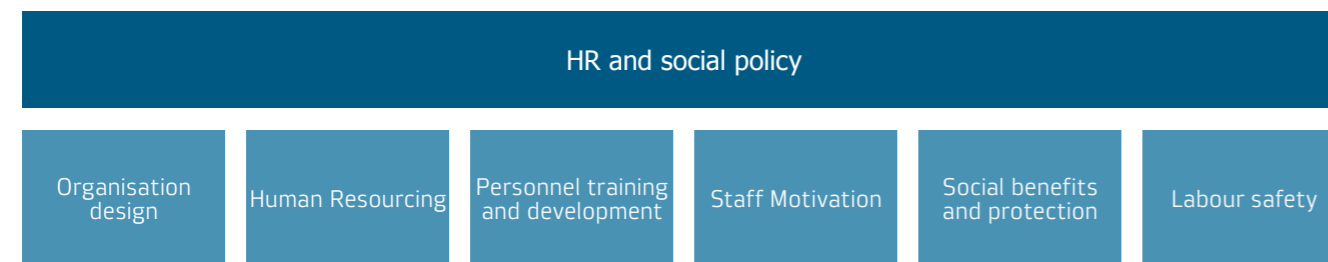 HR and social policy
Organisation
design
Human Resourcing
Personnel training
and development
Staff Motivation
Social benefits
and protection
Labour safety